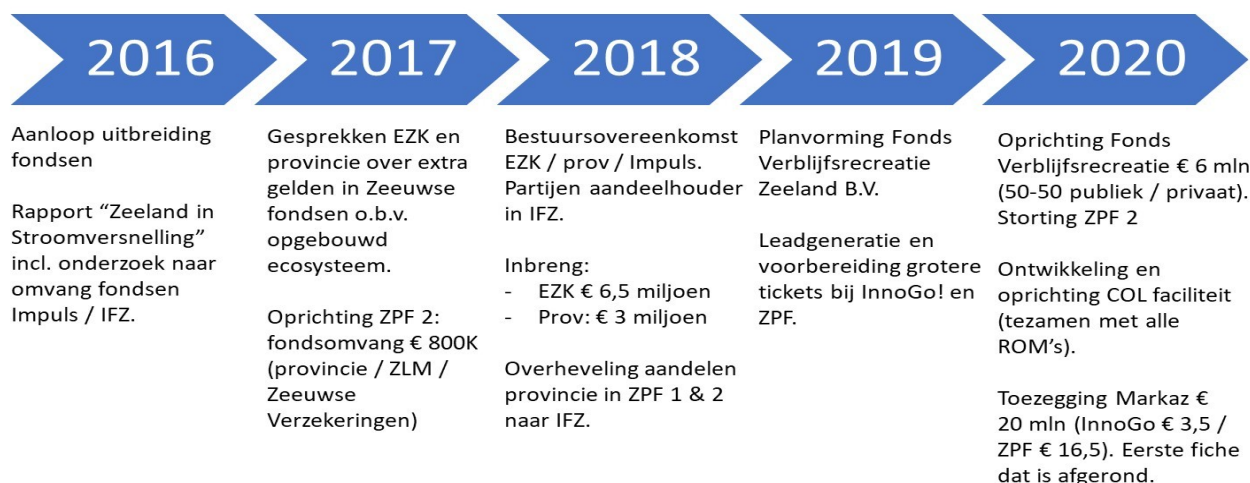 2016
2017
2018
2019
2020
Aanloop uitbreiding
fondsen
Rapport “Zeeland in
Stroomversnelling”
incl. onderzoek naar
omvang fondsen
Impuls / IFZ.
Gesprekken EZK en
provincie over extra
gelden in Zeeuwse
fondsen o.b.v.
opgebouwd
ecosysteem.
Oprichting ZPF 2:
fondsomvang € 800K
(provincie / ZLM /
Zeeuwse
Verzekeringen)
Bestuursovereenkomst
EZK / prov / Impuls.
Partijen aandeelhouder
in IFZ.
Inbreng:
- EZK € 6,5 miljoen
- Prov: € 3 miljoen
Overheveling aandelen
provincie in ZPF 1 & 2
naar IFZ.
Planvorming Fonds
Verblijfsrecreatie
Zeeland B.V.
Leadgeneratie en
voorbereiding grotere
tickets bij InnoGo! en
ZPF.
Oprichting Fonds
Verblijfsrecreatie € 6 mln
(50-50 publiek / privaat).
Storting ZPF 2
Ontwikkeling en
oprichting COL faciliteit
(tezamen met alle
ROM’s).
Toezegging Markaz €
20 mln (InnoGo € 3,5 /
ZPF € 16,5). Eerste fiche
dat is afgerond.